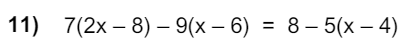 11) 7(2x – 8) – 9(x – 6) = 8 – 5(x – 4)